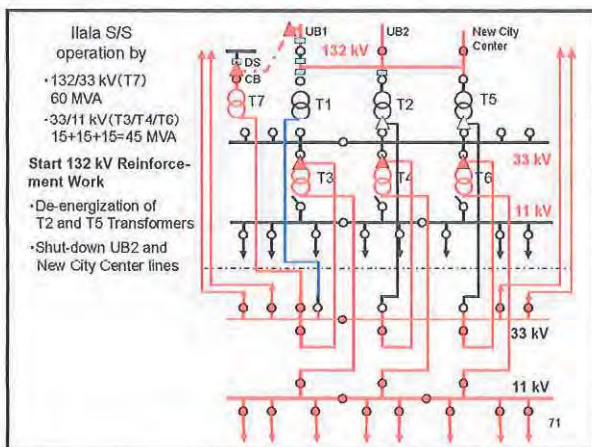 Ilala S/S
operation by
・132/33 kV(T7)
60 MVA
-33/11 kV(T3/T4/T6)
15+15+15=45 MVA
Start 132 kV Reinforce-
ment Work
・De-energization of
T2 and T5 Transformers
・Shut-down UB2 and
New City Center lines
UB1
UB2
New City
Center
132 kV
DS
CB
T7
T1
T2
T5
33 kV
T3
T4
T6
11 kV
33 kV
11 kV
71